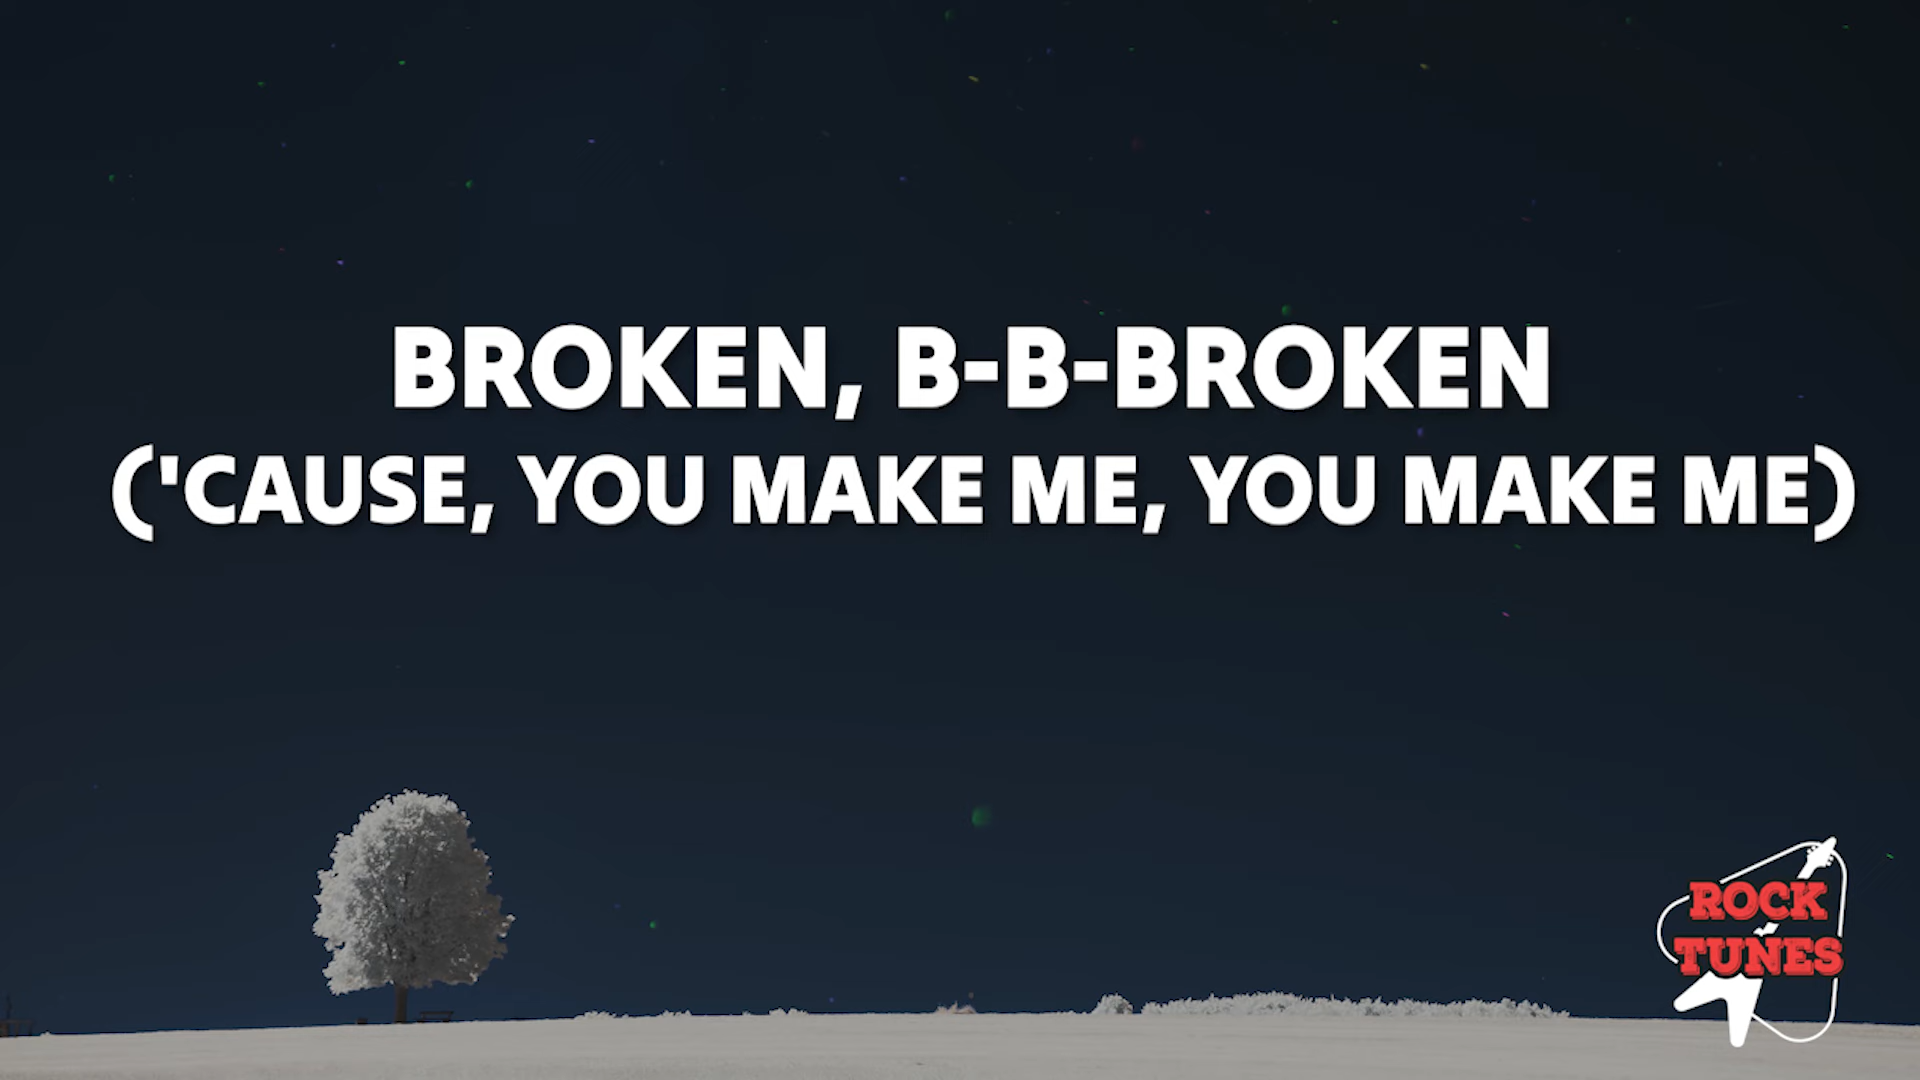 BROKEN, B-B-BROKEN
('CAUSE, YOU MAKE ME, YOU MAKE ME)
ROCK
TUNES